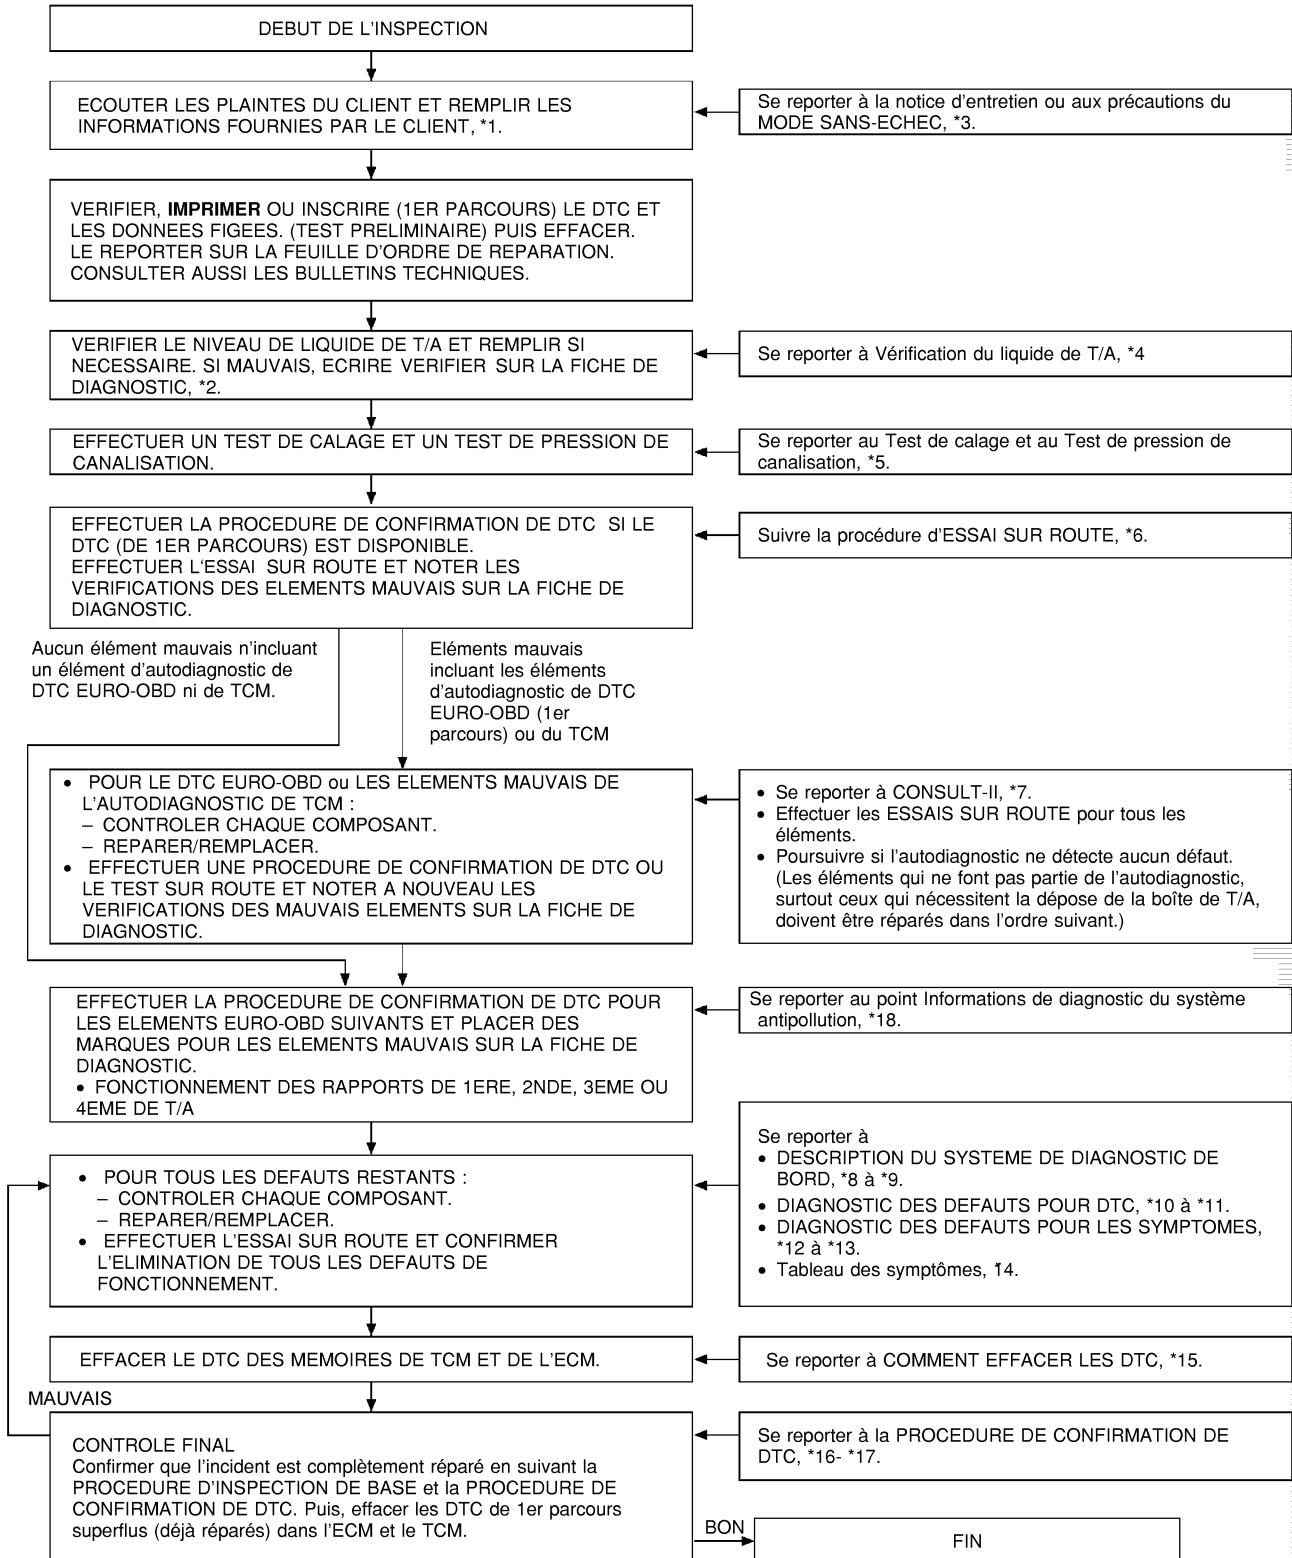 DEBUT DE L'INSPECTION
ECOUTER LES PLAINTES DU CLIENT ET REMPLIR LES
INFORMATIONS FOURNIES PAR LE CLIENT, *1.
Se reporter à la notice d'entretien ou aux précautions du
MODE SANS-ECHEC, *3.
VERIFIER, IMPRIMER OU INSCRIRE (1ER PARCOURS) LE DTC ET
LES DONNEES FIGEES. (TEST PRELIMINAIRE) PUIS EFFACER.
LE REPORTER SUR LA FEUILLE D'ORDRE DE REPARATION.
CONSULTER AUSSI LES BULLETINS TECHNIQUES.
VERIFIER LE NIVEAU DE LIQUIDE DE T/A ET REMPLIR SI
NECESSAIRE. SI MAUVAIS, ECRIRE VERIFIER SUR LA FICHE DE
DIAGNOSTIC, *2.
Se reporter à Vérification du liquide de T/A, *4
EFFECTUER UN TEST DE CALAGE ET UN TEST DE PRESSION DE
CANALISATION.
Se reporter au Test de calage et au Test de pression de
canalisation, *5.
EFFECTUER LA PROCEDURE DE CONFIRMATION DE DTC SI LE
DTC (DE 1ER PARCOURS) EST DISPONIBLE.
EFFECTUER L'ESSAI SUR ROUTE ET NOTER LES
VERIFICATIONS DES ELEMENTS MAUVAIS SUR LA FICHE DE
DIAGNOSTIC.
Suivre la procédure d'ESSAI SUR ROUTE, *6.
Aucun élément mauvais n'incluant
un élément d'autodiagnostic de
DTC EURO-OBD ni de TCM.
Eléments mauvais
incluant les éléments
d'autodiagnostic de DTC
EURO-OBD (1er
parcours) ou du TCM
• POUR LE DTC EURO-OBD ou LES ELEMENTS MAUVAIS DE
L'AUTODIAGNOSTIC DE TCM :
– CONTROLER CHAQUE COMPOSANT.
– REPARER/REMPLACER.
• EFFECTUER UNE PROCEDURE DE CONFIRMATION DE DTC OU
LE TEST SUR ROUTE ET NOTER A NOUVEAU LES
VERIFICATIONS DES MAUVAIS ELEMENTS SUR LA FICHE DE
DIAGNOSTIC.
• Se reporter à CONSULT-II, *7.
• Effectuer les ESSAIS SUR ROUTE pour tous les
éléments.
• Poursuivre si l'autodiagnostic ne détecte aucun défaut.
(Les éléments qui ne font pas partie de l'autodiagnostic,
surtout ceux qui nécessitent la dépose de la boîte de T/A,
doivent être réparés dans l'ordre suivant.)
EFFECTUER LA PROCEDURE DE CONFIRMATION DE DTC POUR
LES ELEMENTS EURO-OBD SUIVANTS ET PLACER DES
MARQUES POUR LES ELEMENTS MAUVAIS SUR LA FICHE DE
DIAGNOSTIC.
• FONCTIONNEMENT DES RAPPORTS DE 1ERE, 2NDE, 3EME OU
4EME DE T/A
Se reporter au point Informations de diagnostic du système
antipollution, *18.
• POUR TOUS LES DEFAUTS RESTANTS :
– CONTROLER CHAQUE COMPOSANT.
– REPARER/REMPLACER.
• EFFECTUER L'ESSAI SUR ROUTE ET CONFIRMER
L'ELIMINATION DE TOUS LES DEFAUTS DE
FONCTIONNEMENT.
Se reporter à
• DESCRIPTION DU SYSTEME DE DIAGNOSTIC DE
BORD, *8 à *9.
• DIAGNOSTIC DES DEFAUTS POUR DTC, *10 à *11.
• DIAGNOSTIC DES DEFAUTS POUR LES SYMPTOMES,
*12 à *13.
• Tableau des symptômes, *14.
EFFACER LE DTC DES MEMOIRES DE TCM ET DE L'ECM.
Se reporter à COMMENT EFFACER LES DTC, *15.
MAUVAIS
CONTROLE FINAL
Confirmer que l'incident est complètement réparé en suivant la
PROCEDURE D'INSPECTION DE BASE et la PROCEDURE DE
CONFIRMATION DE DTC. Puis, effacer les DTC de 1er parcours
superflus (déjà réparés) dans l'ECM et le TCM.
Se reporter à la PROCEDURE DE CONFIRMATION DE
DTC, *16- *17.
BON
FIN